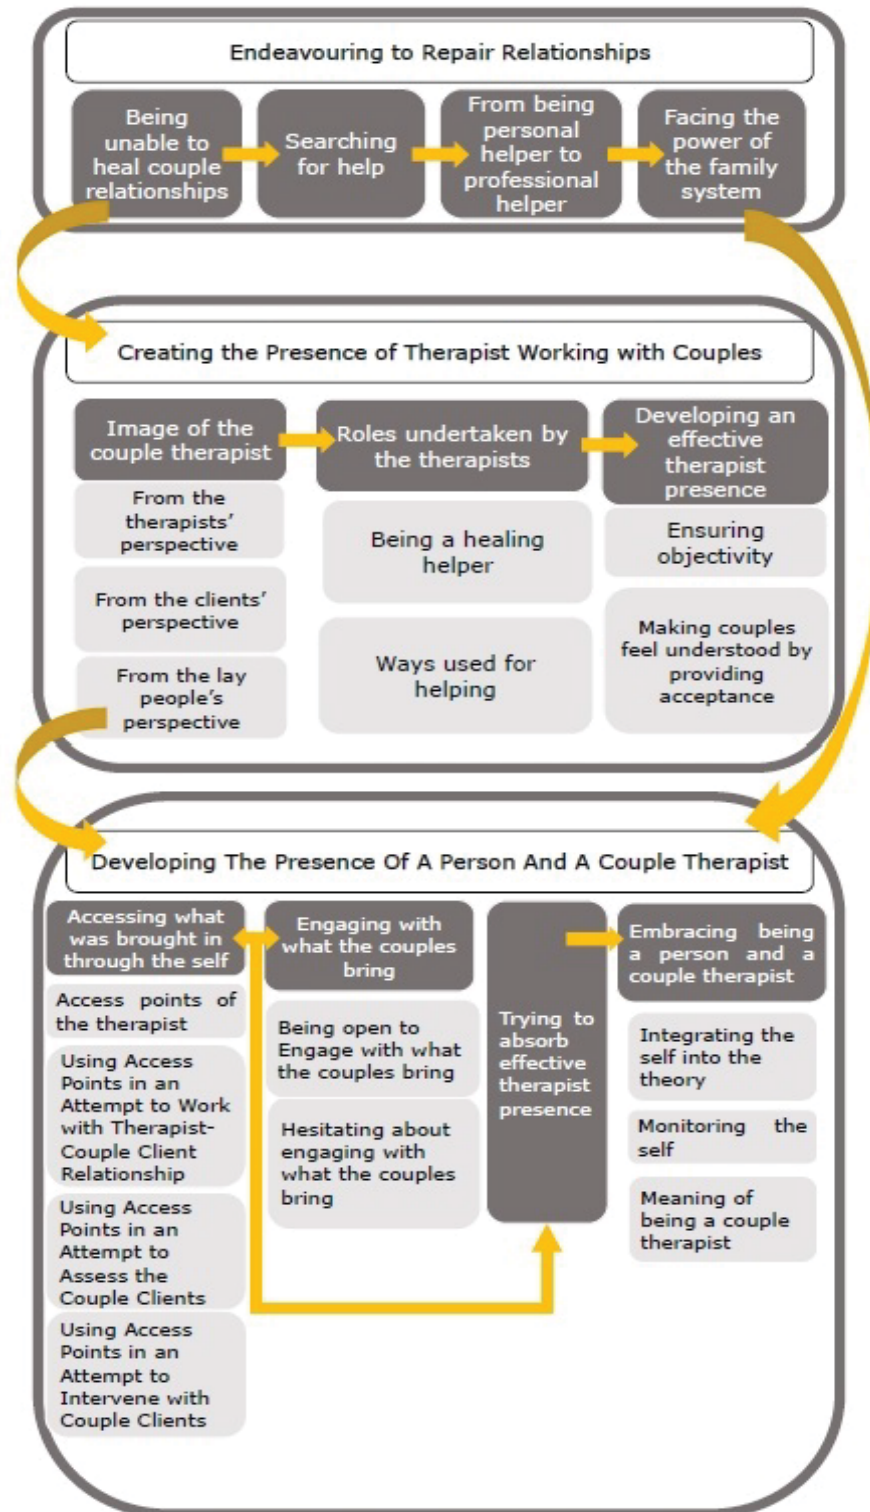 Endeavouring to Repair Relationships
Being
unable to
heal couple
relationships
Searching
for help
From being
personal
helper to
professional
helper
Facing the
power of
the family
system
Creating the Presence of Therapist Working with Couples
Image of the
couple therapist
From the
therapists’
perspective
From the clients’
perspective
From the lay
people’s
perspective
Roles undertaken by
the therapists
Being a healing
helper
Ways used for
helping
Developing an
effective
therapist
presence
Ensuring
objectivity
Making couples
feel understood by
providing
acceptance
Developing The Presence Of A Person And A Couple Therapist
Accessing what
was brought in
through the self
Access points of
the therapist
Using Access
Points in an
Attempt to Work
with Therapist-
Couple Client
Relationship
Using Access
Points in an
Attempt to
Assess the
Couple Clients
Using Access
Points in an
Attempt to
Intervene with
Couple Clients
Engaging with
what the couples
bring
Being open to
Engage with what
the couples bring
Hesitating about
engaging with
what the couples
bring
Trying to
absorb
effective
therapist
presence
Embracing being
a person and a
couple therapist
Integrating the
self into the
theory
Monitoring the
self
Meaning of
being a couple
therapist